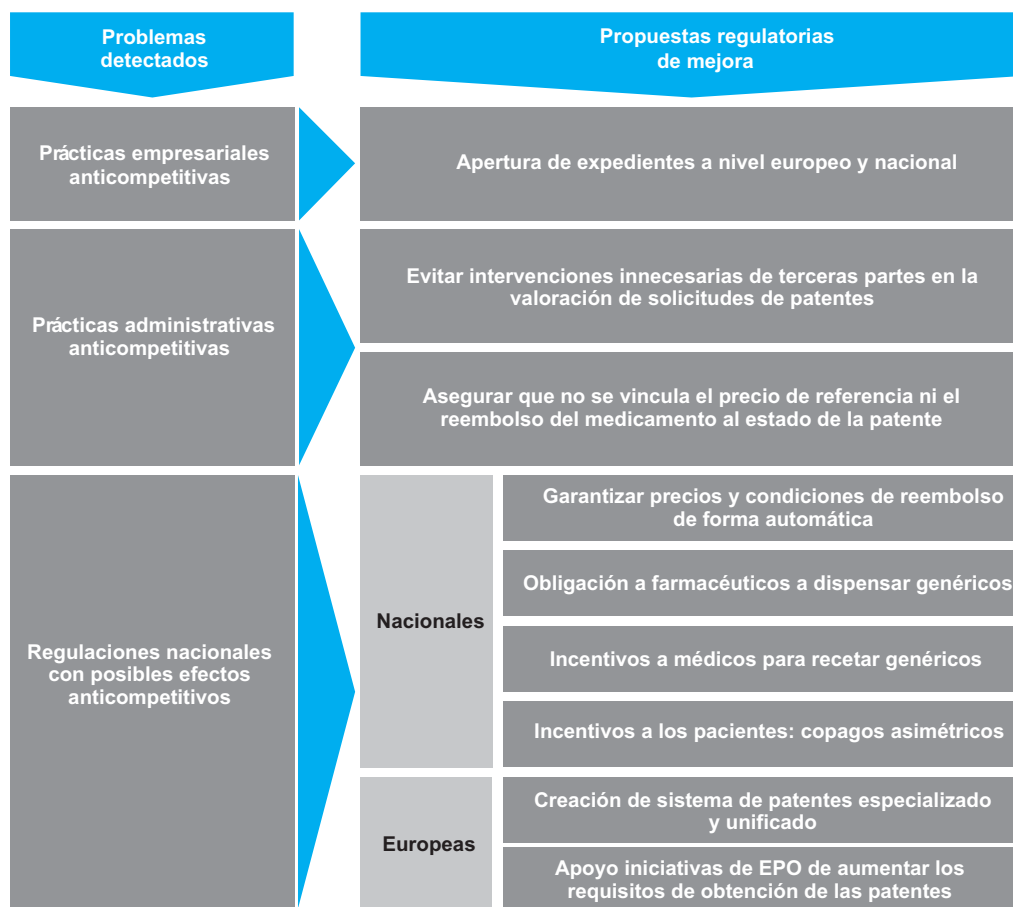 Problemas
detectados
Propuestas regulatorias
de mejora
Prácticas empresariales
anticompetitivas
Apertura de expedientes a nivel europeo y nacional
Prácticas administrativas
anticompetitivas
Evitar intervenciones innecesarias de terceras partes en la
valoración de solicitudes de patentes
Asegurar que no se vincula el precio de referencia ni el
reembolso del medicamento al estado de la patente
Regulaciones nacionales
con posibles efectos
anticompetitivos
Nacionales
Garantizar precios y condiciones de reembolso
de forma automática
Obligación a farmacéuticos a dispensar genéricos
Incentivos a médicos para recetar genéricos
Incentivos a los pacientes: copagos asimétricos
Europeas
Creación de sistema de patentes especializado
y unificado
Apoyo iniciativas de EPO de aumentar los
requisitos de obtención de las patentes